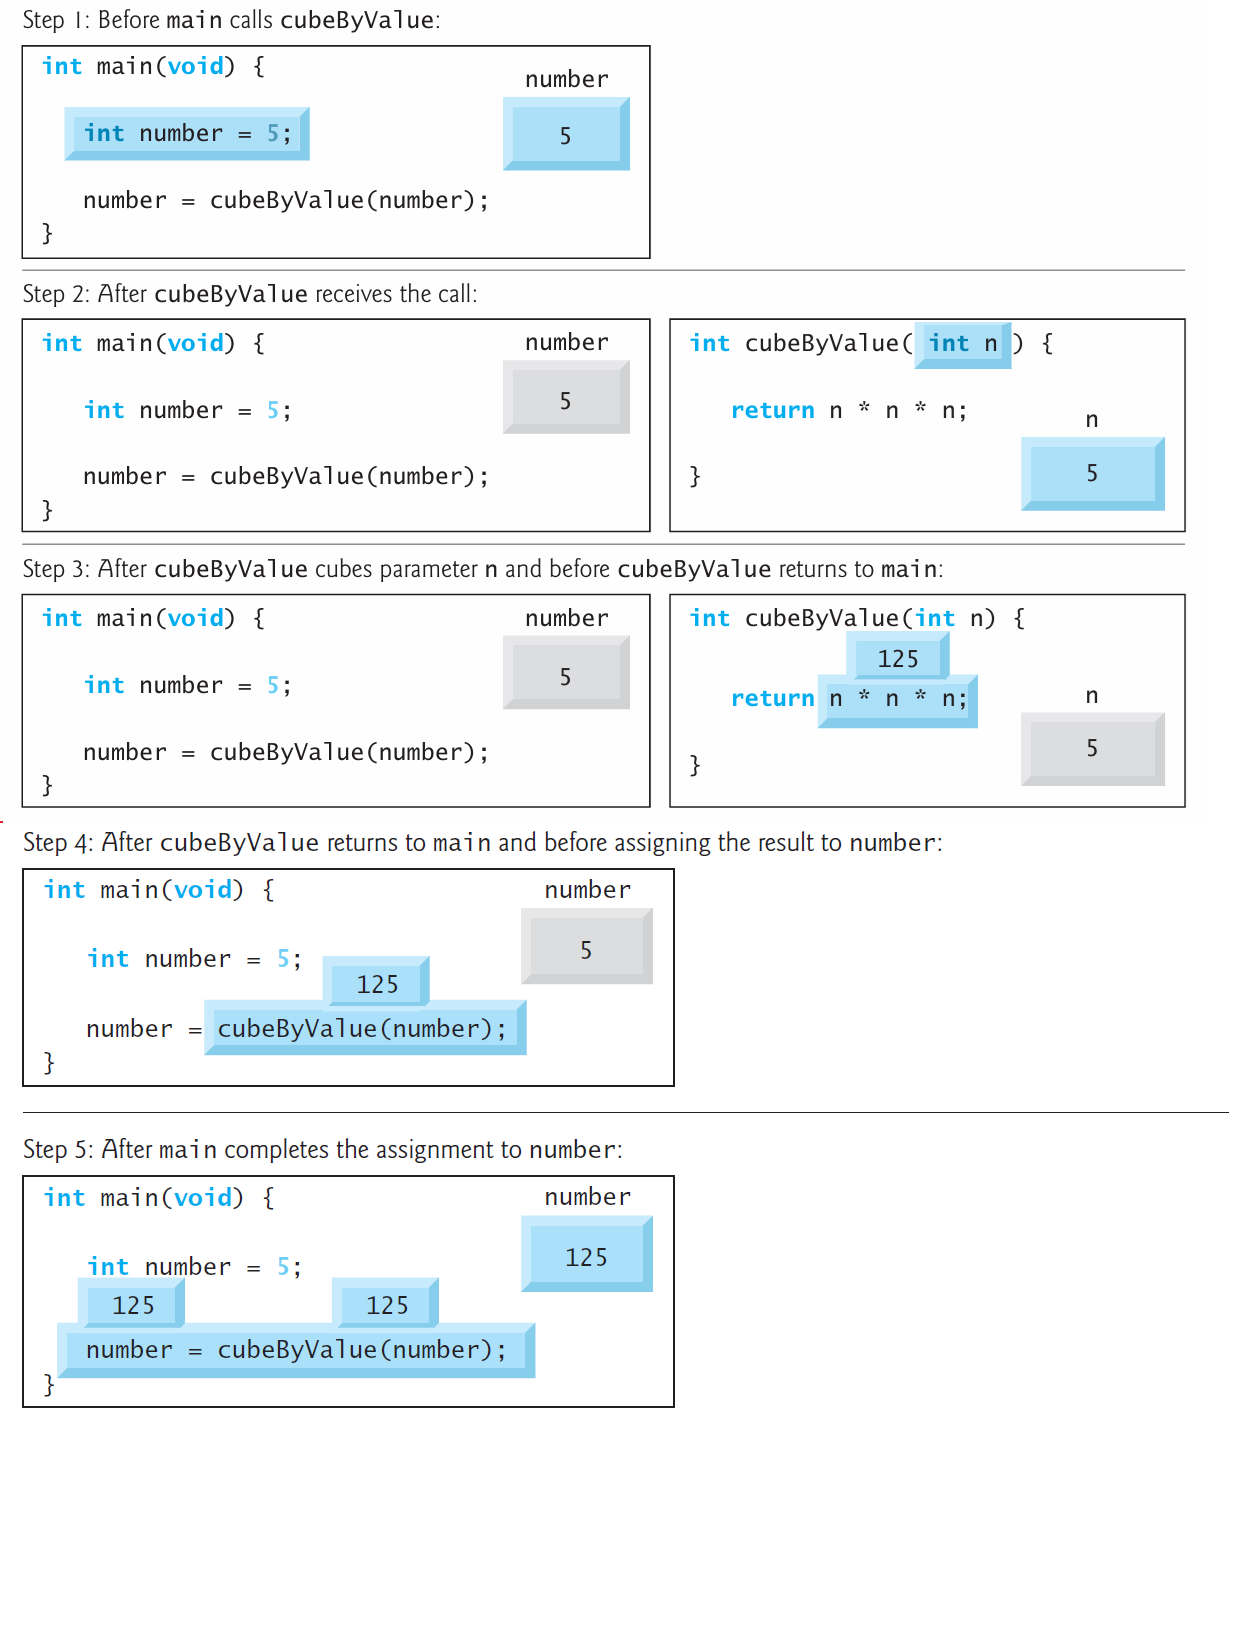 Step 1: Before main calls cubeByValue:
int main(void) {
number
int number = 5;
5
number = cubeByValue(number);
}
Step 2: After cubeByValue receives the call:
int main(void) {
number
int number = 5;
5
number = cubeByValue(number);
}
int cubeByValue( int n ) {
return n * n * n;
n
}
5
Step 3: After cubeByValue cubes parameter n and before cubeByValue returns to main:
int main(void) {
number
int number = 5;
5
number = cubeByValue(number);
}
int cubeByValue(int n) {
125
return n * n * n;
n
}
5
Step 4: After cubeByValue returns to main and before assigning the result to number:
int main(void) {
number
int number = 5;
5
125
number = cubeByValue(number);
}
Step 5: After main completes the assignment to number:
int main(void) {
number
int number = 5;
125
125 125
number = cubeByValue(number);
}